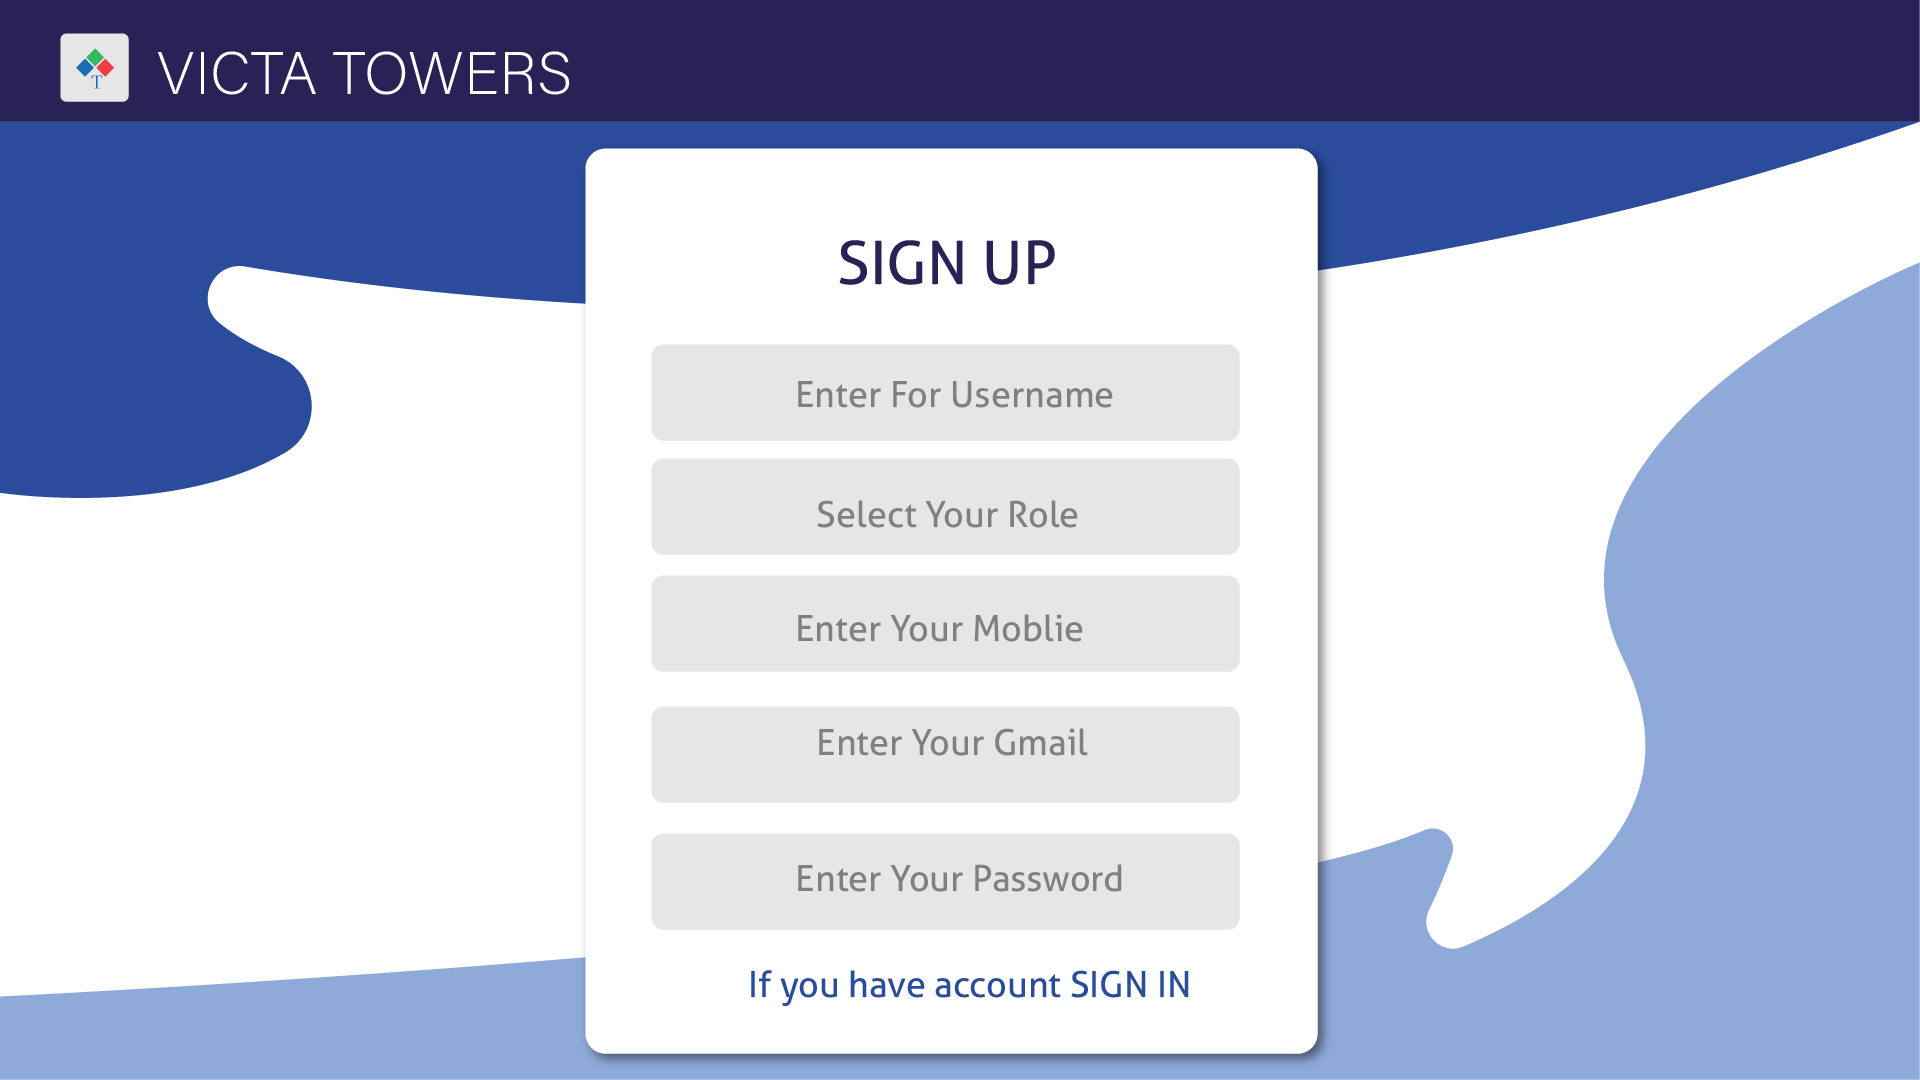 T
VICTA TOWERS
SIGN UP
Enter For Username
Select Your Role
Enter Your Moblie
Enter Your Gmail
Enter Your Password
If you have account SIGN IN